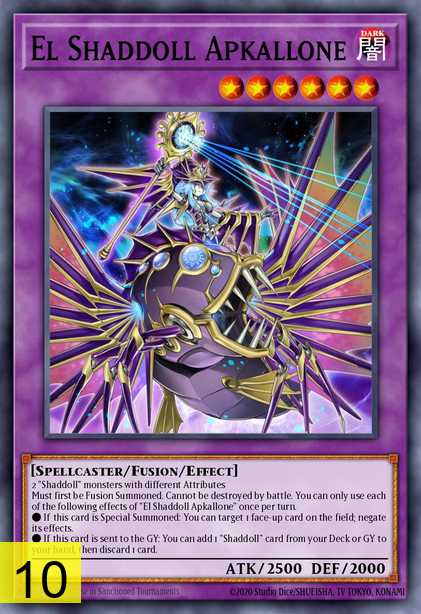 EL SHADDOLL APKALLONE
DARK
闇
[SPELLCASTER/FUSION/EFFECT]
2 "Shaddoll" monsters with different Attributes
Must first be Fusion Summoned. Cannot be destroyed by battle. You can only use each
of the following effects of "El Shaddoll Apkallone" once per turn.
● If this card is Special Summoned: You can target 1 face-up card on the field; negate
its effects.
● If this card is sent to the GY: You can add 1 "Shaddoll" card from your Deck or GY to
your hand, then discard 1 card.
ATK/2500 DEF/2000
10
in Sanctioned Tournaments
©2020 Studio Dice/SHUEISHA, TV TOKYO, KONAMI